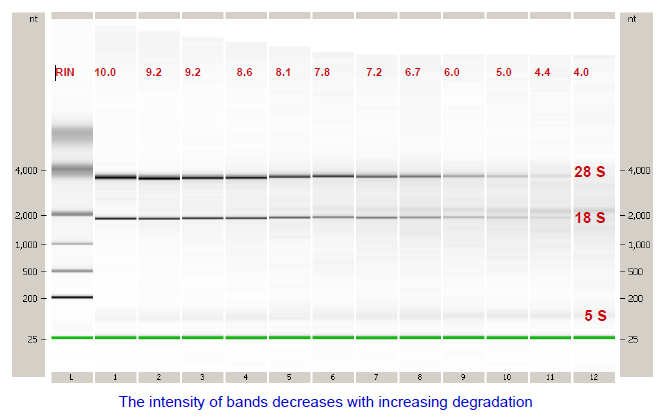 nt nt
RIN 10.0 9.2 9.2 8.6 8.1 7.8 7.2 6.7 6.0 5.0 4.4 4.0
4,000 28 S 4,000
2,000 18 S 2,000
1,000 1,000
500 500
200 200
5 S
25 25
L 1 2 3 4 5 6 7 8 9 10 11 12
The intensity of bands decreases with increasing degradation